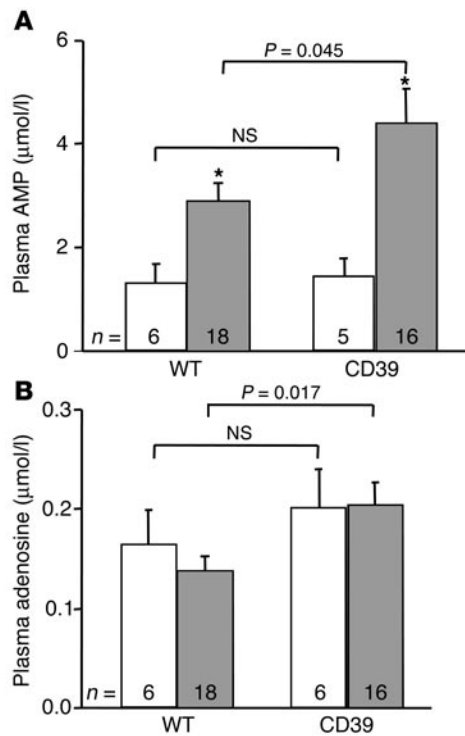 A
Plasma AMP (μmol/l)
6
4
2
0
P = 0.045
NS
*
*
n = 6 18 5 16
WT CD39
B
Plasma adenosine (μmol/l)
0.3
0.2
0.1
0.0
P = 0.017
NS
n = 6 18 6 16
WT CD39